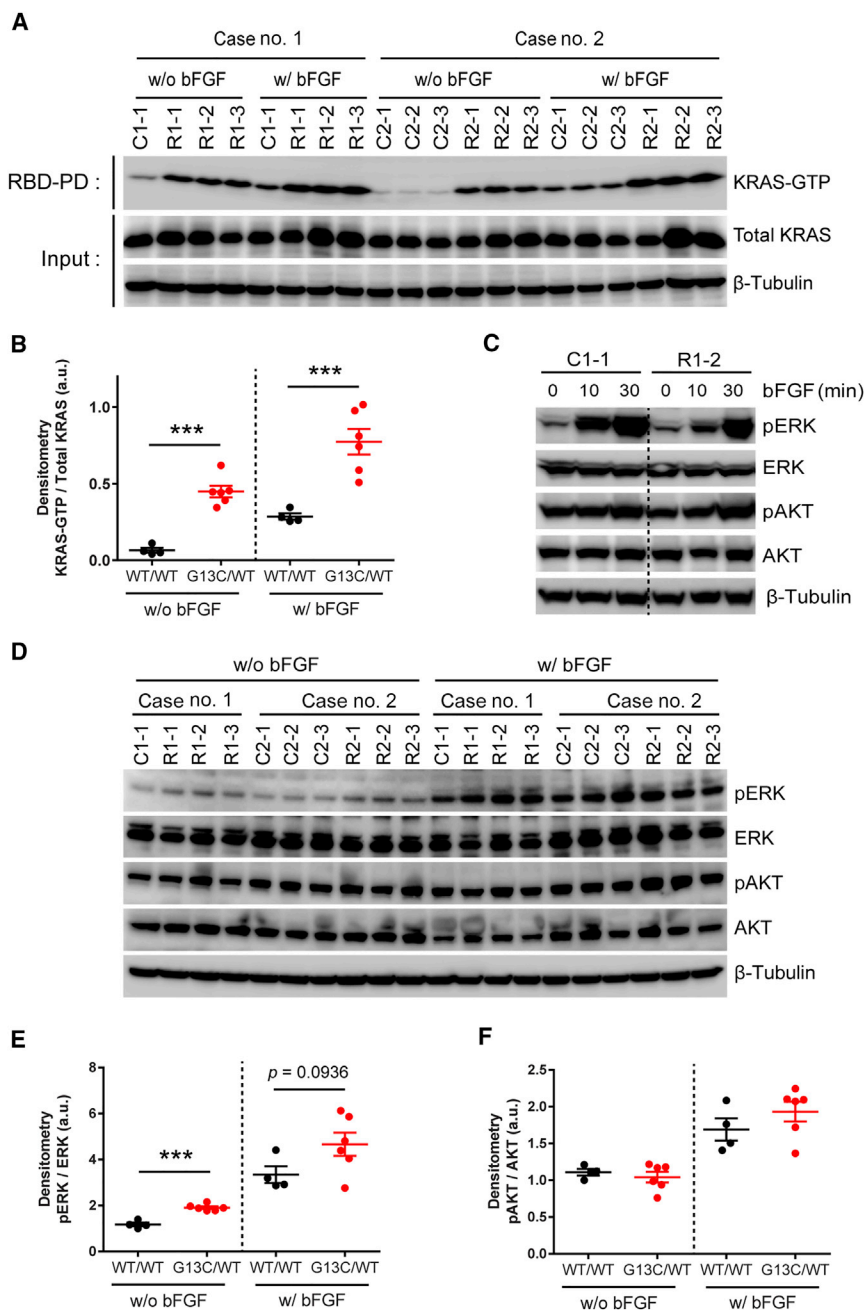 A
Case no. 1 Case no. 2
w/o bFGF w/ bFGF w/o bFGF w/ bFGF
C1-1 R1-1 R1-2 R1-3 C1-1 R1-1 R1-2 R1-3 C2-1 C2-2 C2-3 R2-1 R2-2 R2-3 C2-1 C2-2 C2-3 R2-1 R2-2 R2-3
RBD-PD : KRAS-GTP
Input : Total KRAS
β-Tubulin
B
Densitometry
KRAS-GTP / Total KRAS (a.u.)
1.0
0.5
0.0
*** ***
WT/WT G13C/WT WT/WT G13C/WT
w/o bFGF w/ bFGF
C
C1-1 R1-2
0 10 30 0 10 30 bFGF (min)
pERK
ERK
pAKT
AKT
β-Tubulin
D
w/o bFGF w/ bFGF
Case no. 1 Case no. 2 Case no. 1 Case no. 2
C1-1 R1-1 R1-2 R1-3 C2-1 C2-2 C2-3 R2-1 R2-2 R2-3 C1-1 R1-1 R1-2 R1-3 C2-1 C2-2 C2-3 R2-1 R2-2 R2-3
pERK
ERK
pAKT
AKT
β-Tubulin
E
Densitometry
pERK / ERK (a.u.)
8
6
4
2
0
*** p = 0.0936
WT/WT G13C/WT WT/WT G13C/WT
w/o bFGF w/ bFGF
F
Densitometry
pAKT / AKT (a.u.)
2.5
2.0
1.5
1.0
0.5
0.0
WT/WT G13C/WT WT/WT G13C/WT
w/o bFGF w/ bFGF